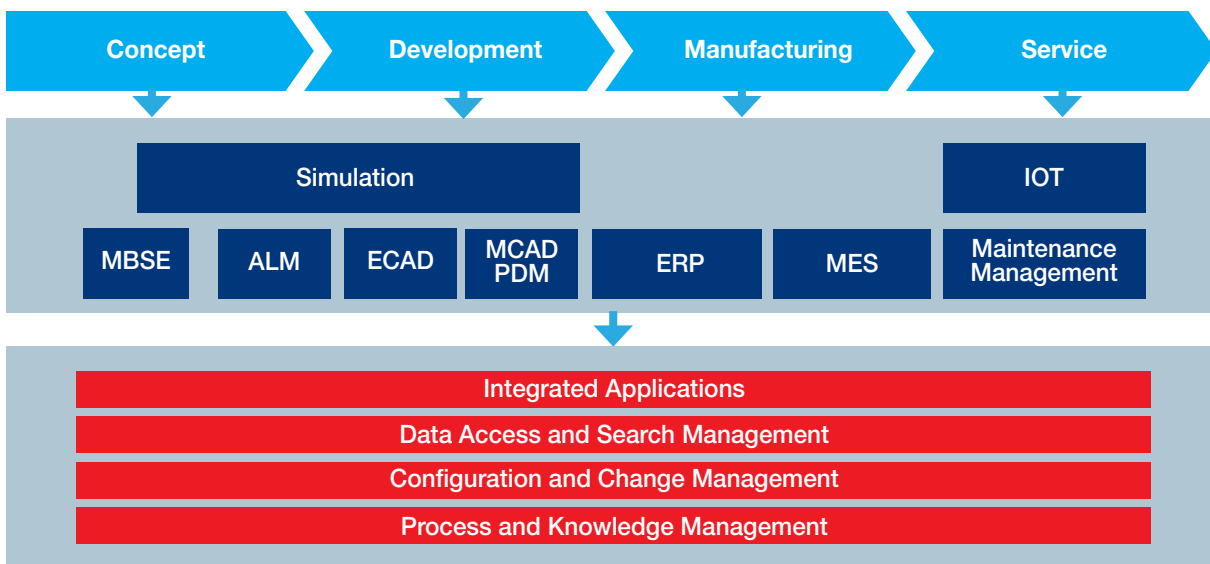 Concept
Development
Manufacturing
Service
Simulation
IOT
MBSE
ALM
ECAD
MCAD
PDM
ERP
MES
Maintenance
Management
Integrated Applications
Data Access and Search Management
Configuration and Change Management
Process and Knowledge Management